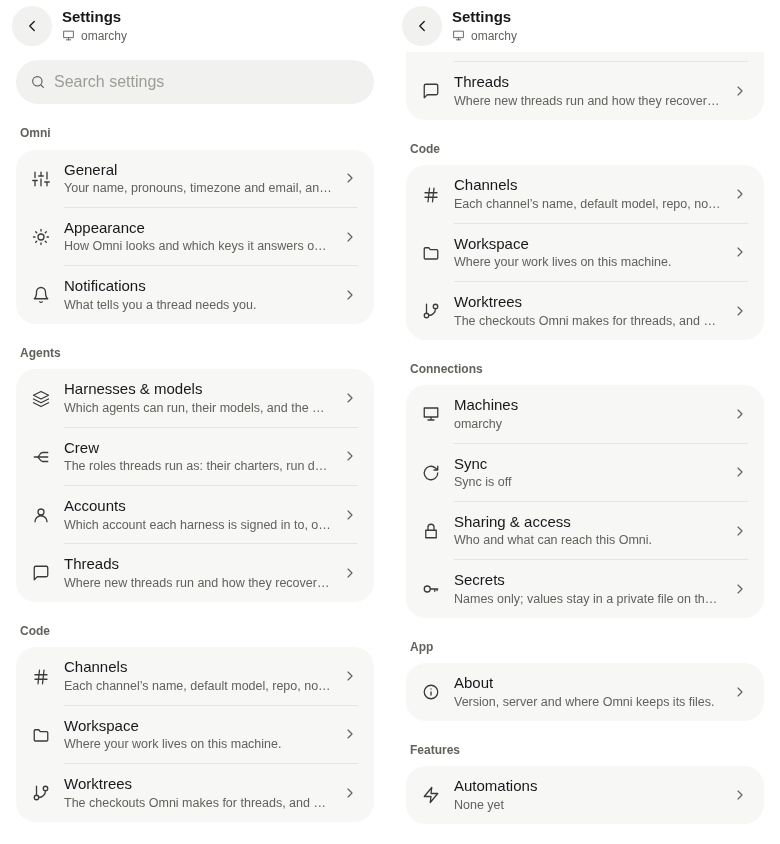 Settings
omarchy
Search settings
Omni
General
Your name, pronouns, timezone and email, an…
Appearance
How Omni looks and which keys it answers o…
Notifications
What tells you a thread needs you.
Agents
Harnesses & models
Which agents can run, their models, and the …
Crew
The roles threads run as: their charters, run d…
Accounts
Which account each harness is signed in to, o…
Threads
Where new threads run and how they recover…
Code
Channels
Each channel's name, default model, repo, no…
Workspace
Where your work lives on this machine.
Worktrees
The checkouts Omni makes for threads, and …
Settings
omarchy
Threads
Where new threads run and how they recover…
Code
Channels
Each channel's name, default model, repo, no…
Workspace
Where your work lives on this machine.
Worktrees
The checkouts Omni makes for threads, and …
Connections
Machines
omarchy
Sync
Sync is off
Sharing & access
Who and what can reach this Omni.
Secrets
Names only; values stay in a private file on th…
App
About
Version, server and where Omni keeps its files.
Features
Automations
None yet